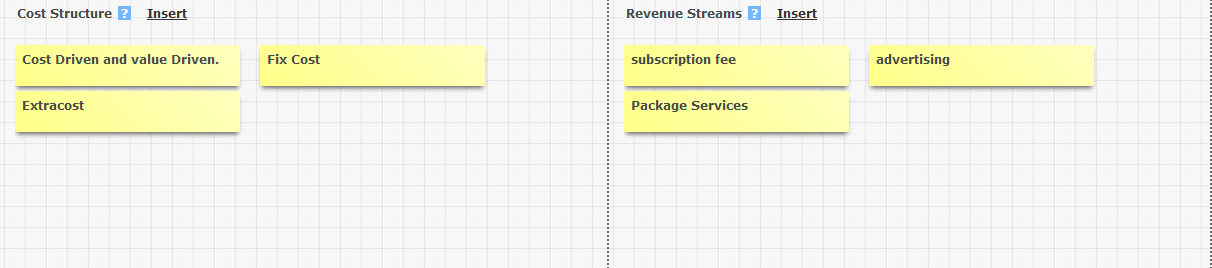 Cost Structure ? Insert
Cost Driven and value Driven.
Fix Cost
Extracost
Revenue Streams ? Insert
subscription fee
advertising
Package Services